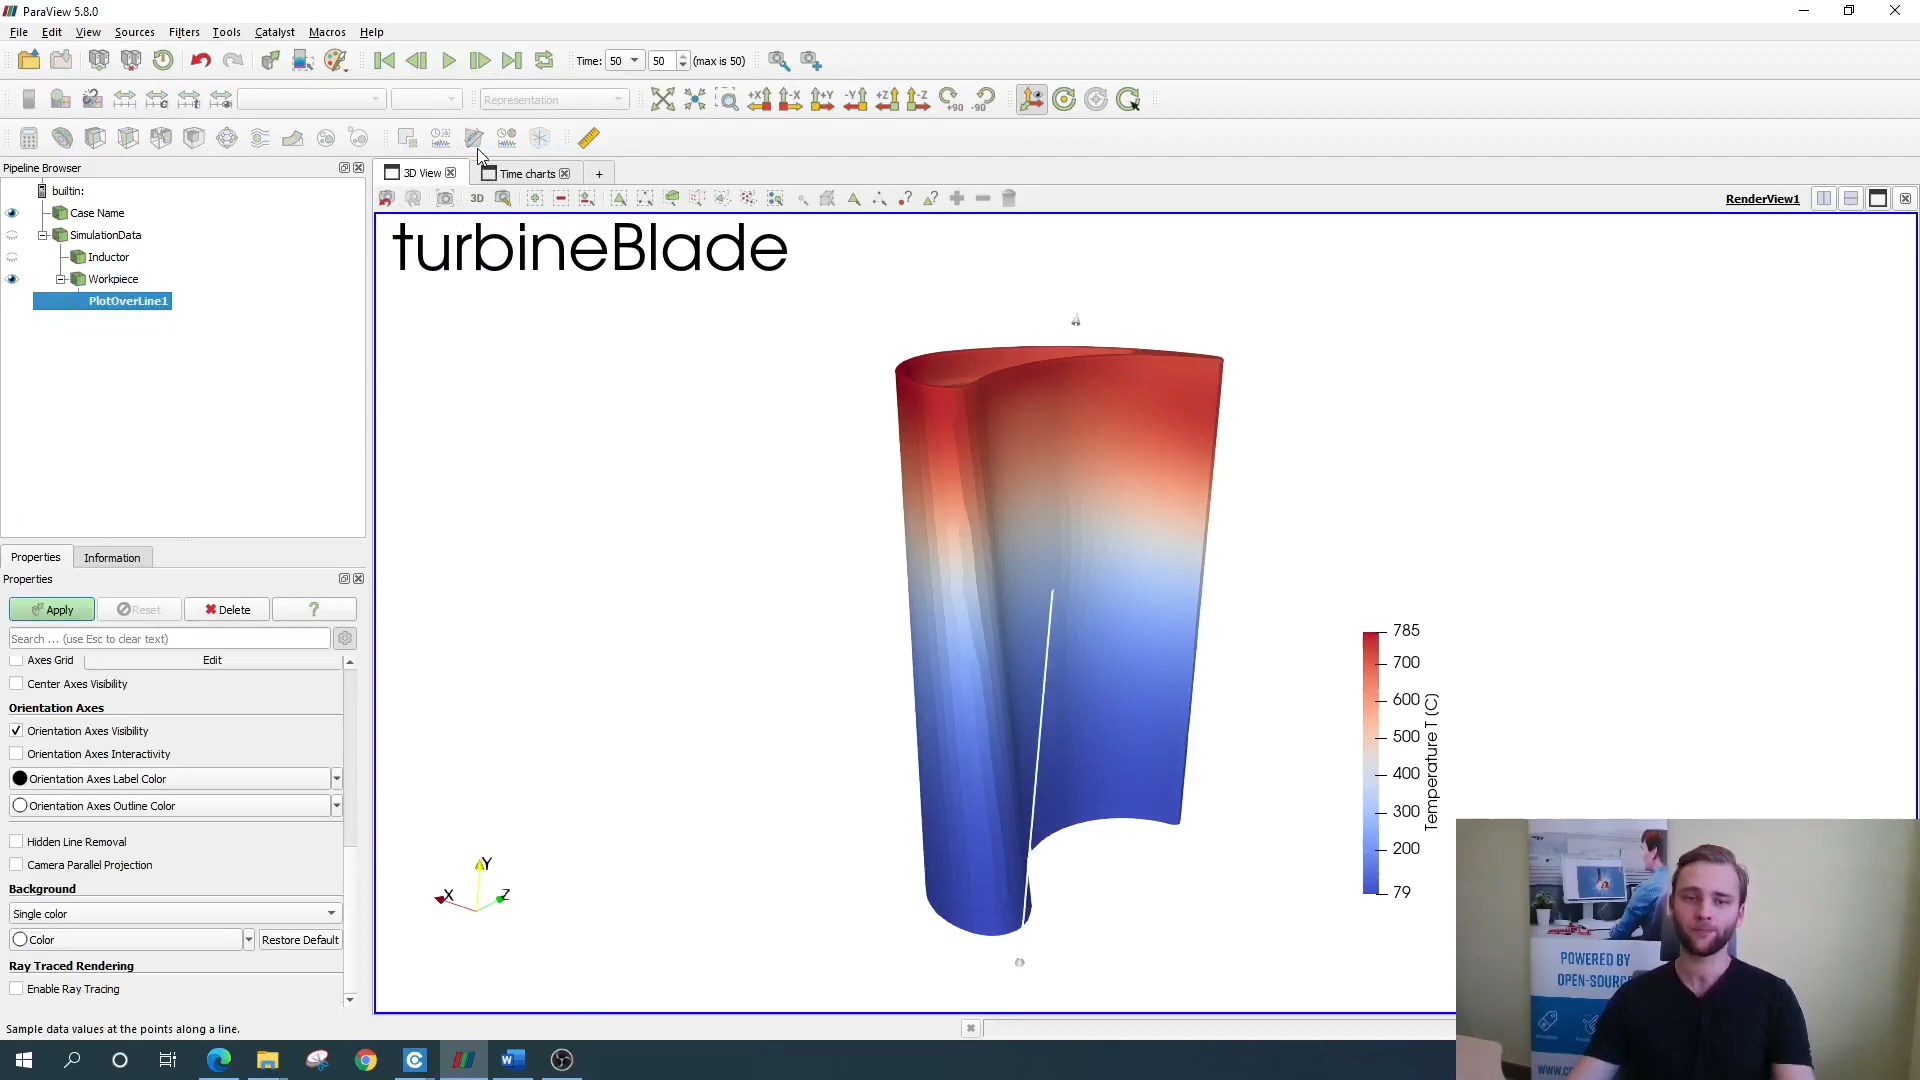 ParaView 5.8.0
File Edit View Sources Filters Tools Catalyst Macros Help
Time: 50 50 (max is 50)
+X -X +Y -Y +Z -Z +90 -90
Representation
Pipeline Browser
3D View
Time charts
+
builtin:
3D
RenderView1
Case Name
SimulationData
Inductor
Workpiece
PlotOverLine1
turbineBlade
Properties Information
Properties
Apply Reset Delete ?
Search ... (use Esc to clear text)
Axes Grid Edit
Center Axes Visibility
Orientation Axes
Orientation Axes Visibility
Orientation Axes Interactivity
Orientation Axes Label Color
Orientation Axes Outline Color
Hidden Line Removal
Camera Parallel Projection
Background
Single color
Color Restore Default
Ray Traced Rendering
Enable Ray Tracing
Y
X
Z
785
700
600
500
400
300
200
79
Temperature T (C)
POWERED BY
OPEN-SOURC
WWW.C
Sample data values at the points along a line.